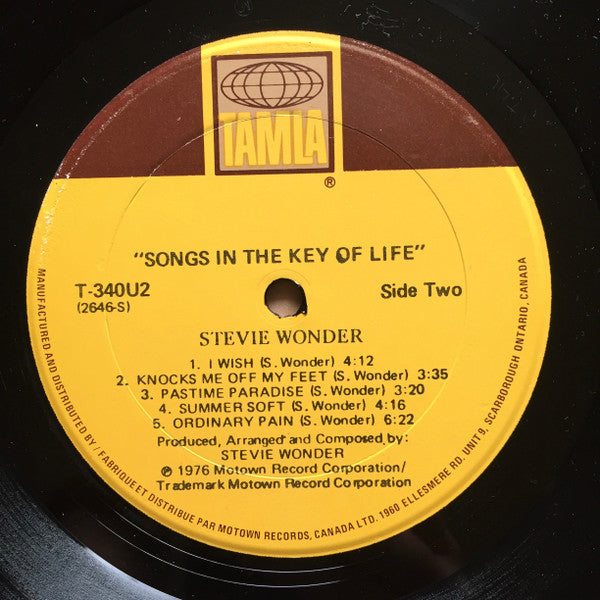 TAMLA
®
"SONGS IN THE KEY OF LIFE"
T-340U2
(2646-S)
Side Two
STEVIE WONDER
1. I WISH (S. Wonder) 4:12
2. KNOCKS ME OFF MY FEET (S. Wonder) 3:35
3. PASTIME PARADISE (S. Wonder) 3:20
4. SUMMER SOFT (S. Wonder) 4:16
5. ORDINARY PAIN (S. Wonder) 6:22
Produced, Arranged and Composed by:
STEVIE WONDER
℗ 1976 Motown Record Corporation/
Trademark Motown Record Corporation
MANUFACTURED AND DISTRIBUTED BY / FABRIQUE ET DISTRIBUE PAR MOTOWN RECORDS, CANADA LTD. 1960 ELLESMERE RD. UNIT 9, SCARBOROUGH ONTARIO, CANADA